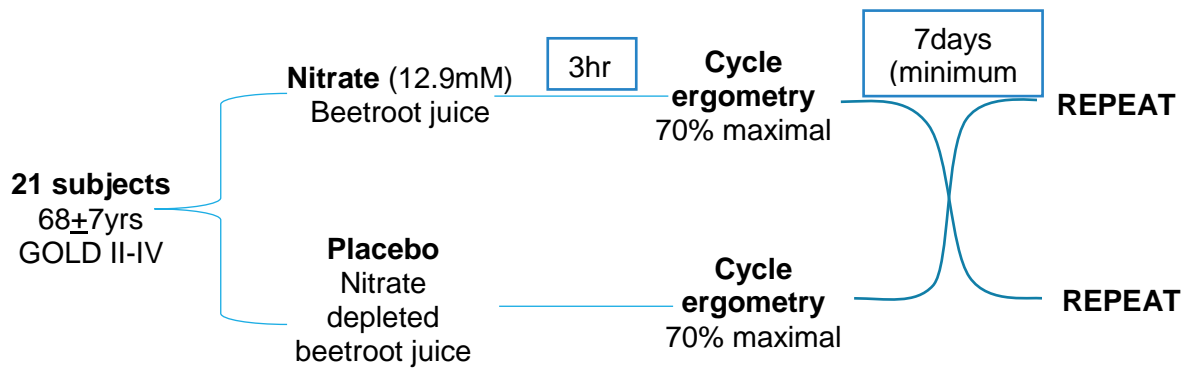 21 subjects
68+7yrs
GOLD II-IV
Nitrate (12.9mM)
Beetroot juice
3hr
Cycle
ergometry
70% maximal
7days
(minimum
REPEAT
Placebo
Nitrate
depleted
beetroot juice
Cycle
ergometry
70% maximal
REPEAT